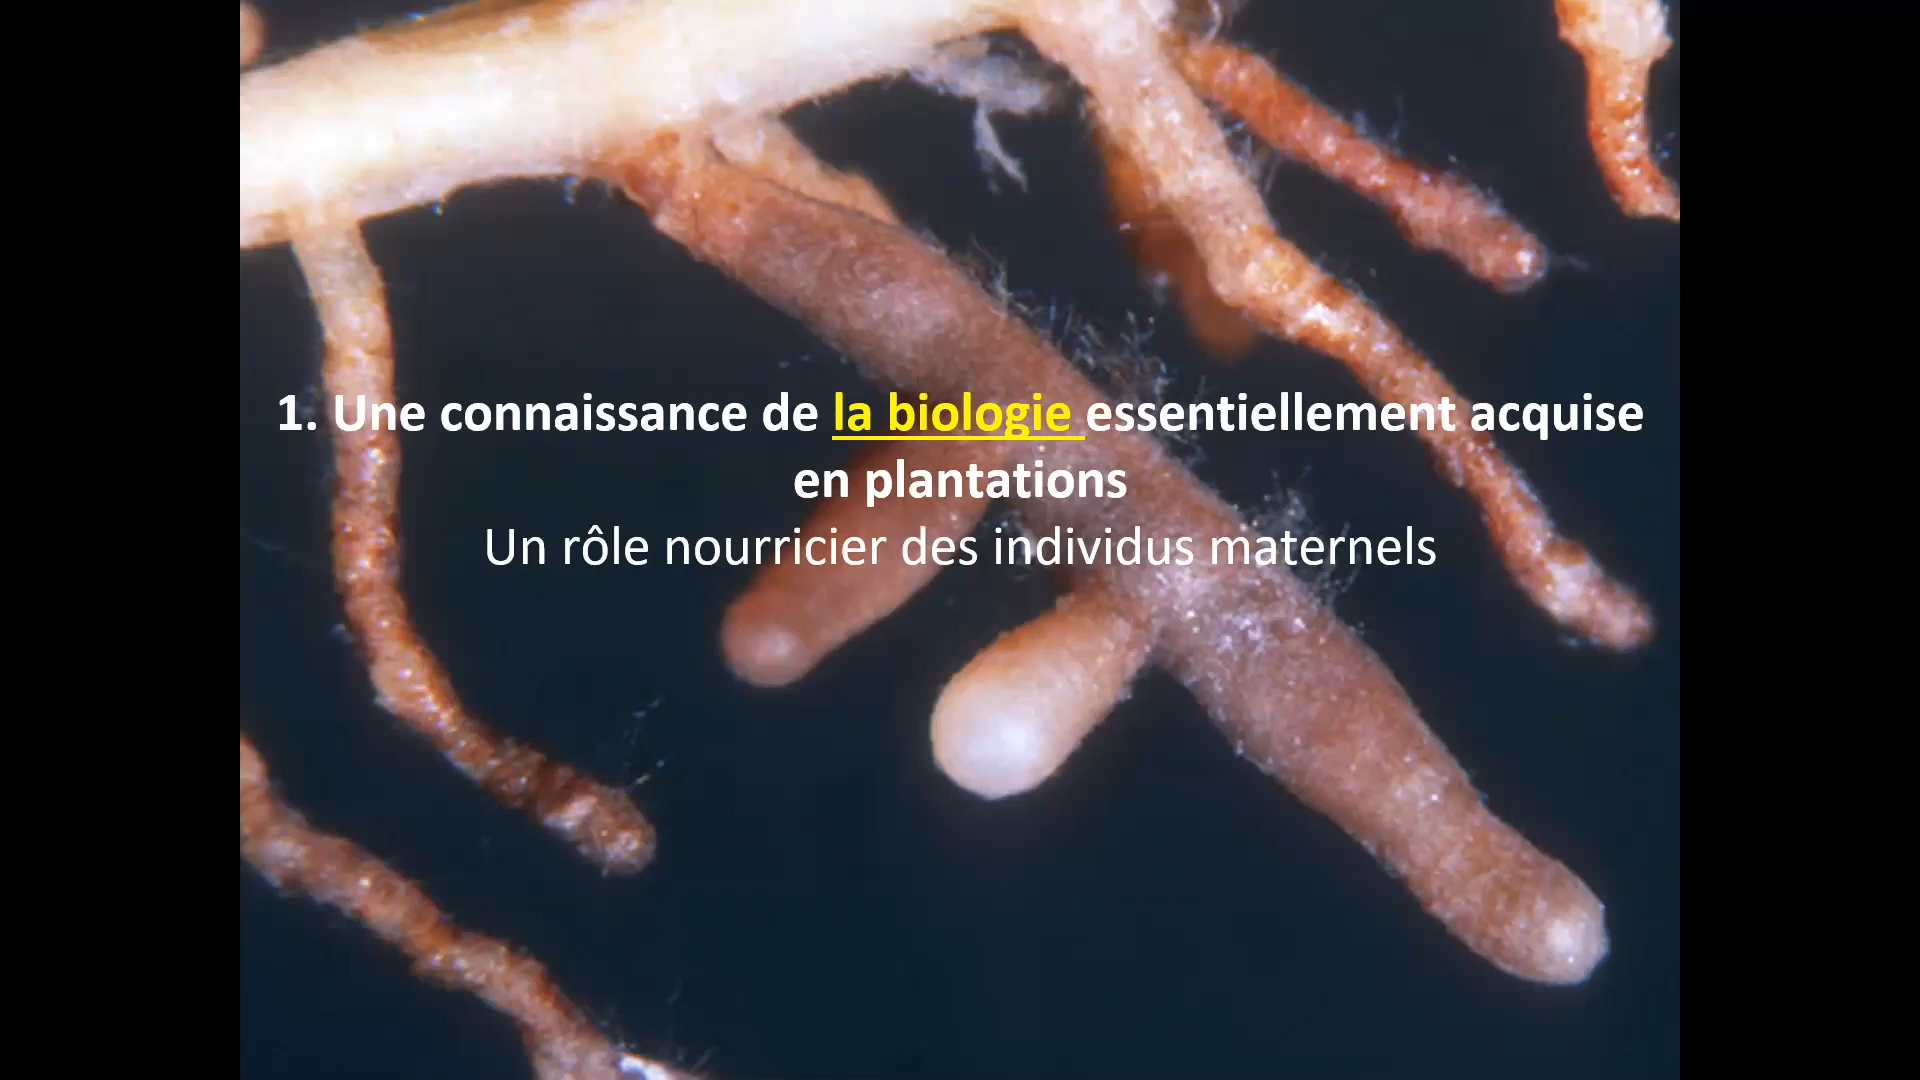 1. Une connaissance de la biologie essentiellement acquise
en plantations
Un rôle nourricier des individus maternels